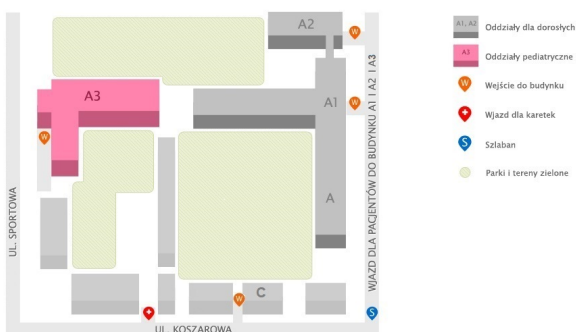 A2
W
A3
A1
W
W
A
W
C
S
UL. SPORTOWA
UL. KOSZAROWA
WJAZD DLA PACJENTÓW DO BUDYNKU A1 I A2 I A3
A1, A2 Oddziały dla dorosłych
A3 Oddziały pediatryczne
W Wejście do budynku
Wjazd dla karetek
S Szlaban
Parki i tereny zielone